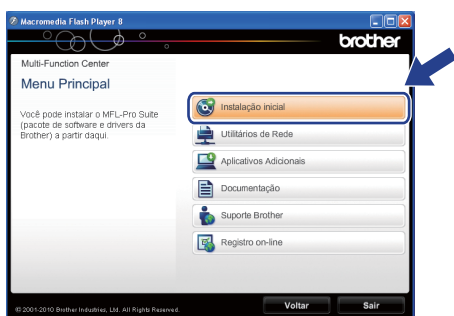 Macromedia Flash Player 8
brother
Multi-Function Center
Menu Principal
Você pode instalar o MFL-Pro Suite
(pacote de software e drivers da
Brother) a partir daqui.
Instalação inicial
Utilitários de Rede
Aplicativos Adicionais
Documentação
Suporte Brother
Registro on-line
© 2001-2010 Brother Industries, Ltd. All Rights Reserved.
Voltar
Sair